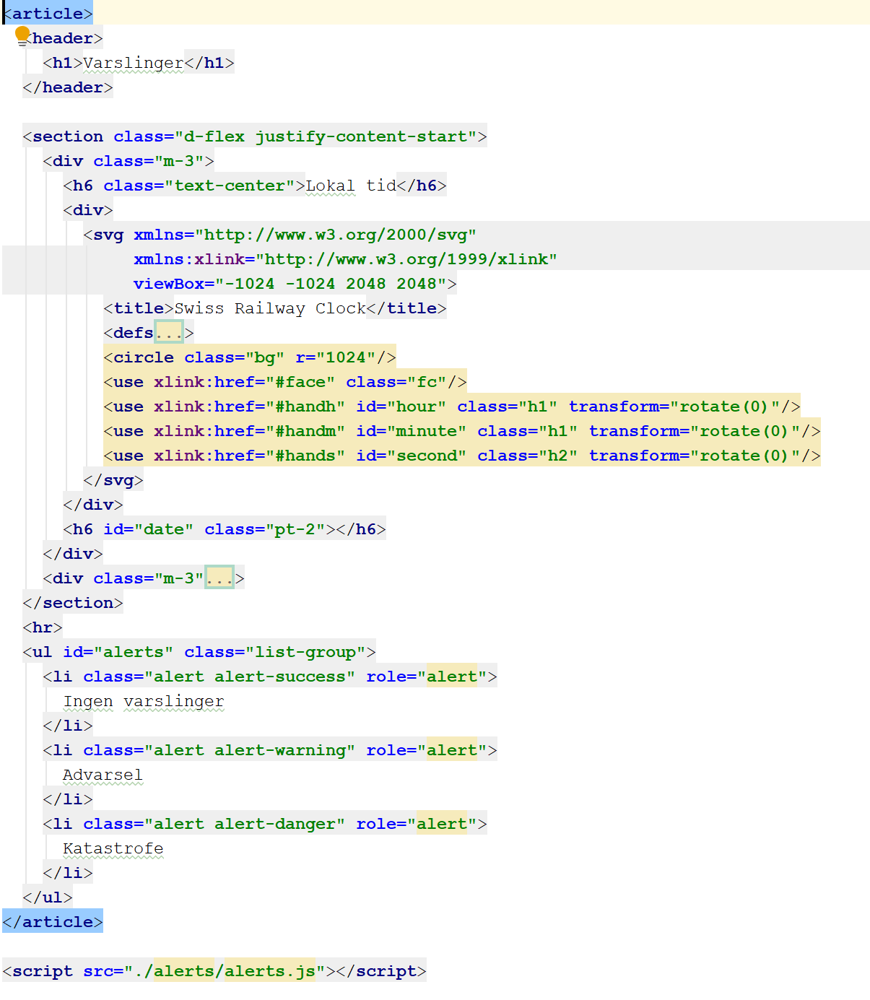 <article>
<header>
<h1>Varslinger</h1>
</header>
<section class="d-flex justify-content-start">
<div class="m-3">
<h6 class="text-center">Lokal tid</h6>
<div>
<svg xmlns="http://www.w3.org/2000/svg"
xmlns:xlink="http://www.w3.org/1999/xlink"
viewBox="-1024 -1024 2048 2048">
<title>Swiss Railway Clock</title>
<defs...>
<circle class="bg" r="1024"/>
<use xlink:href="#face" class="fc"/>
<use xlink:href="#handh" id="hour" class="h1" transform="rotate(0)"/>
<use xlink:href="#handm" id="minute" class="h1" transform="rotate(0)"/>
<use xlink:href="#hands" id="second" class="h2" transform="rotate(0)"/>
</svg>
</div>
<h6 id="date" class="pt-2"></h6>
</div>
<div class="m-3"...>
</section>
<hr>
<ul id="alerts" class="list-group">
<li class="alert alert-success" role="alert">
Ingen varslinger
</li>
<li class="alert alert-warning" role="alert">
Advarsel
</li>
<li class="alert alert-danger" role="alert">
Katastrofe
</li>
</ul>
</article>
<script src="./alerts/alerts.js"></script>